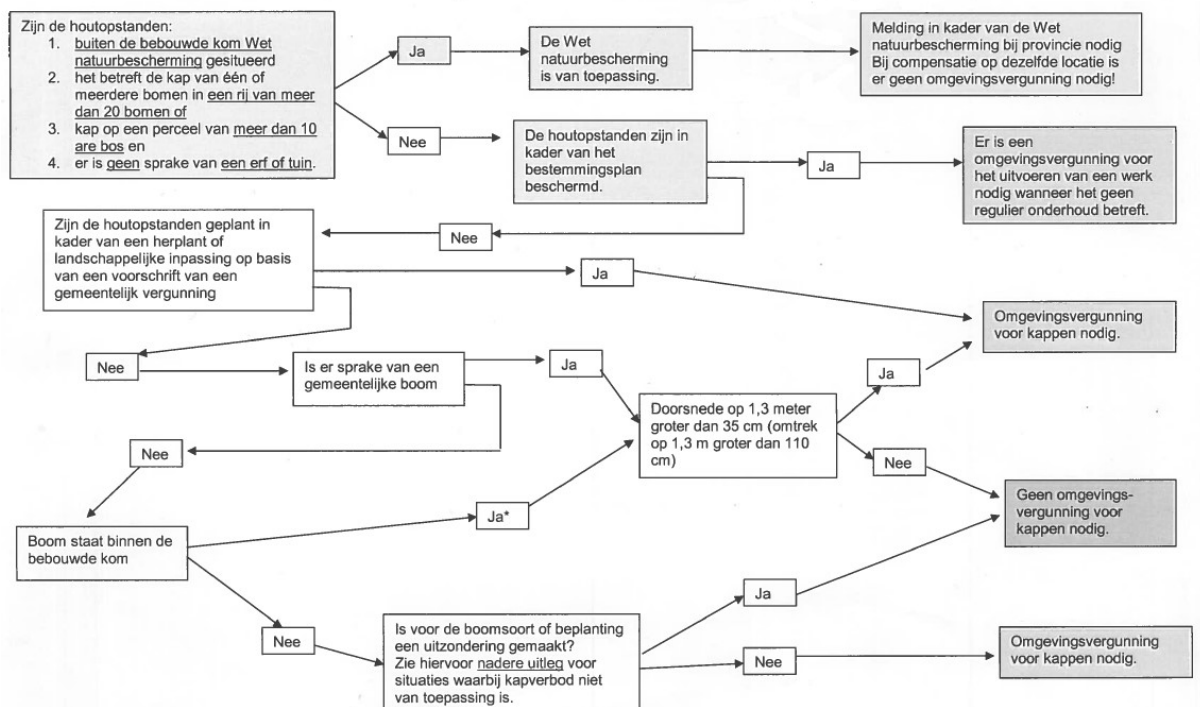 Zijn de houtopstanden:
1. buiten de bebouwde kom Wet
natuurbescherming gesitueerd
2. het betreft de kap van één of
meerdere bomen in een rij van meer
dan 20 bomen of
3. kap op een perceel van meer dan 10
are bos en
4. er is geen sprake van een erf of tuin.
Ja
De Wet
natuurbescherming
is van toepassing.
Melding in kader van de Wet
natuurbescherming bij provincie nodig
Bij compensatie op dezelfde locatie is
er geen omgevingsvergunning nodig!
Nee
De houtopstanden zijn in
kader van het
bestemmingsplan
beschermd.
Ja
Er is een
omgevingsvergunning voor
het uitvoeren van een werk
nodig wanneer het geen
regulier onderhoud betreft.
Nee
Zijn de houtopstanden geplant in
kader van een herplant of
landschappelijke inpassing op basis
van een voorschrift van een
gemeentelijk vergunning
Ja
Omgevingsvergunning
voor kappen nodig.
Nee
Is er sprake van een
gemeentelijke boom
Ja
Doorsnede op 1,3 meter
groter dan 35 cm (omtrek
op 1,3 m groter dan 110
cm)
Ja
Nee
Nee
Geen omgevings-
vergunning voor
kappen nodig.
Boom staat binnen de
bebouwde kom
Ja*
Nee
Is voor de boomsoort of beplanting
een uitzondering gemaakt?
Zie hiervoor nadere uitleg voor
situaties waarbij kapverbod niet
van toepassing is.
Ja
Nee
Omgevingsvergunning
voor kappen nodig.